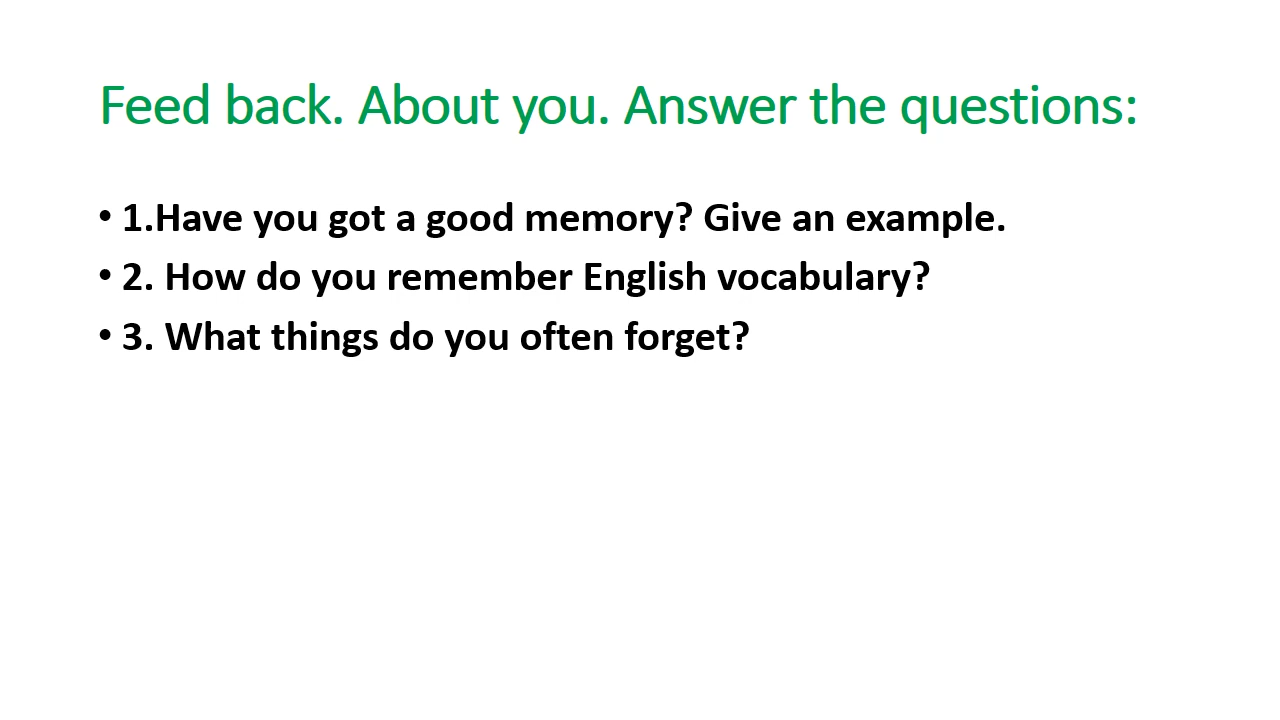 Feed back. About you. Answer the questions:
• 1.Have you got a good memory? Give an example.
• 2. How do you remember English vocabulary?
• 3. What things do you often forget?